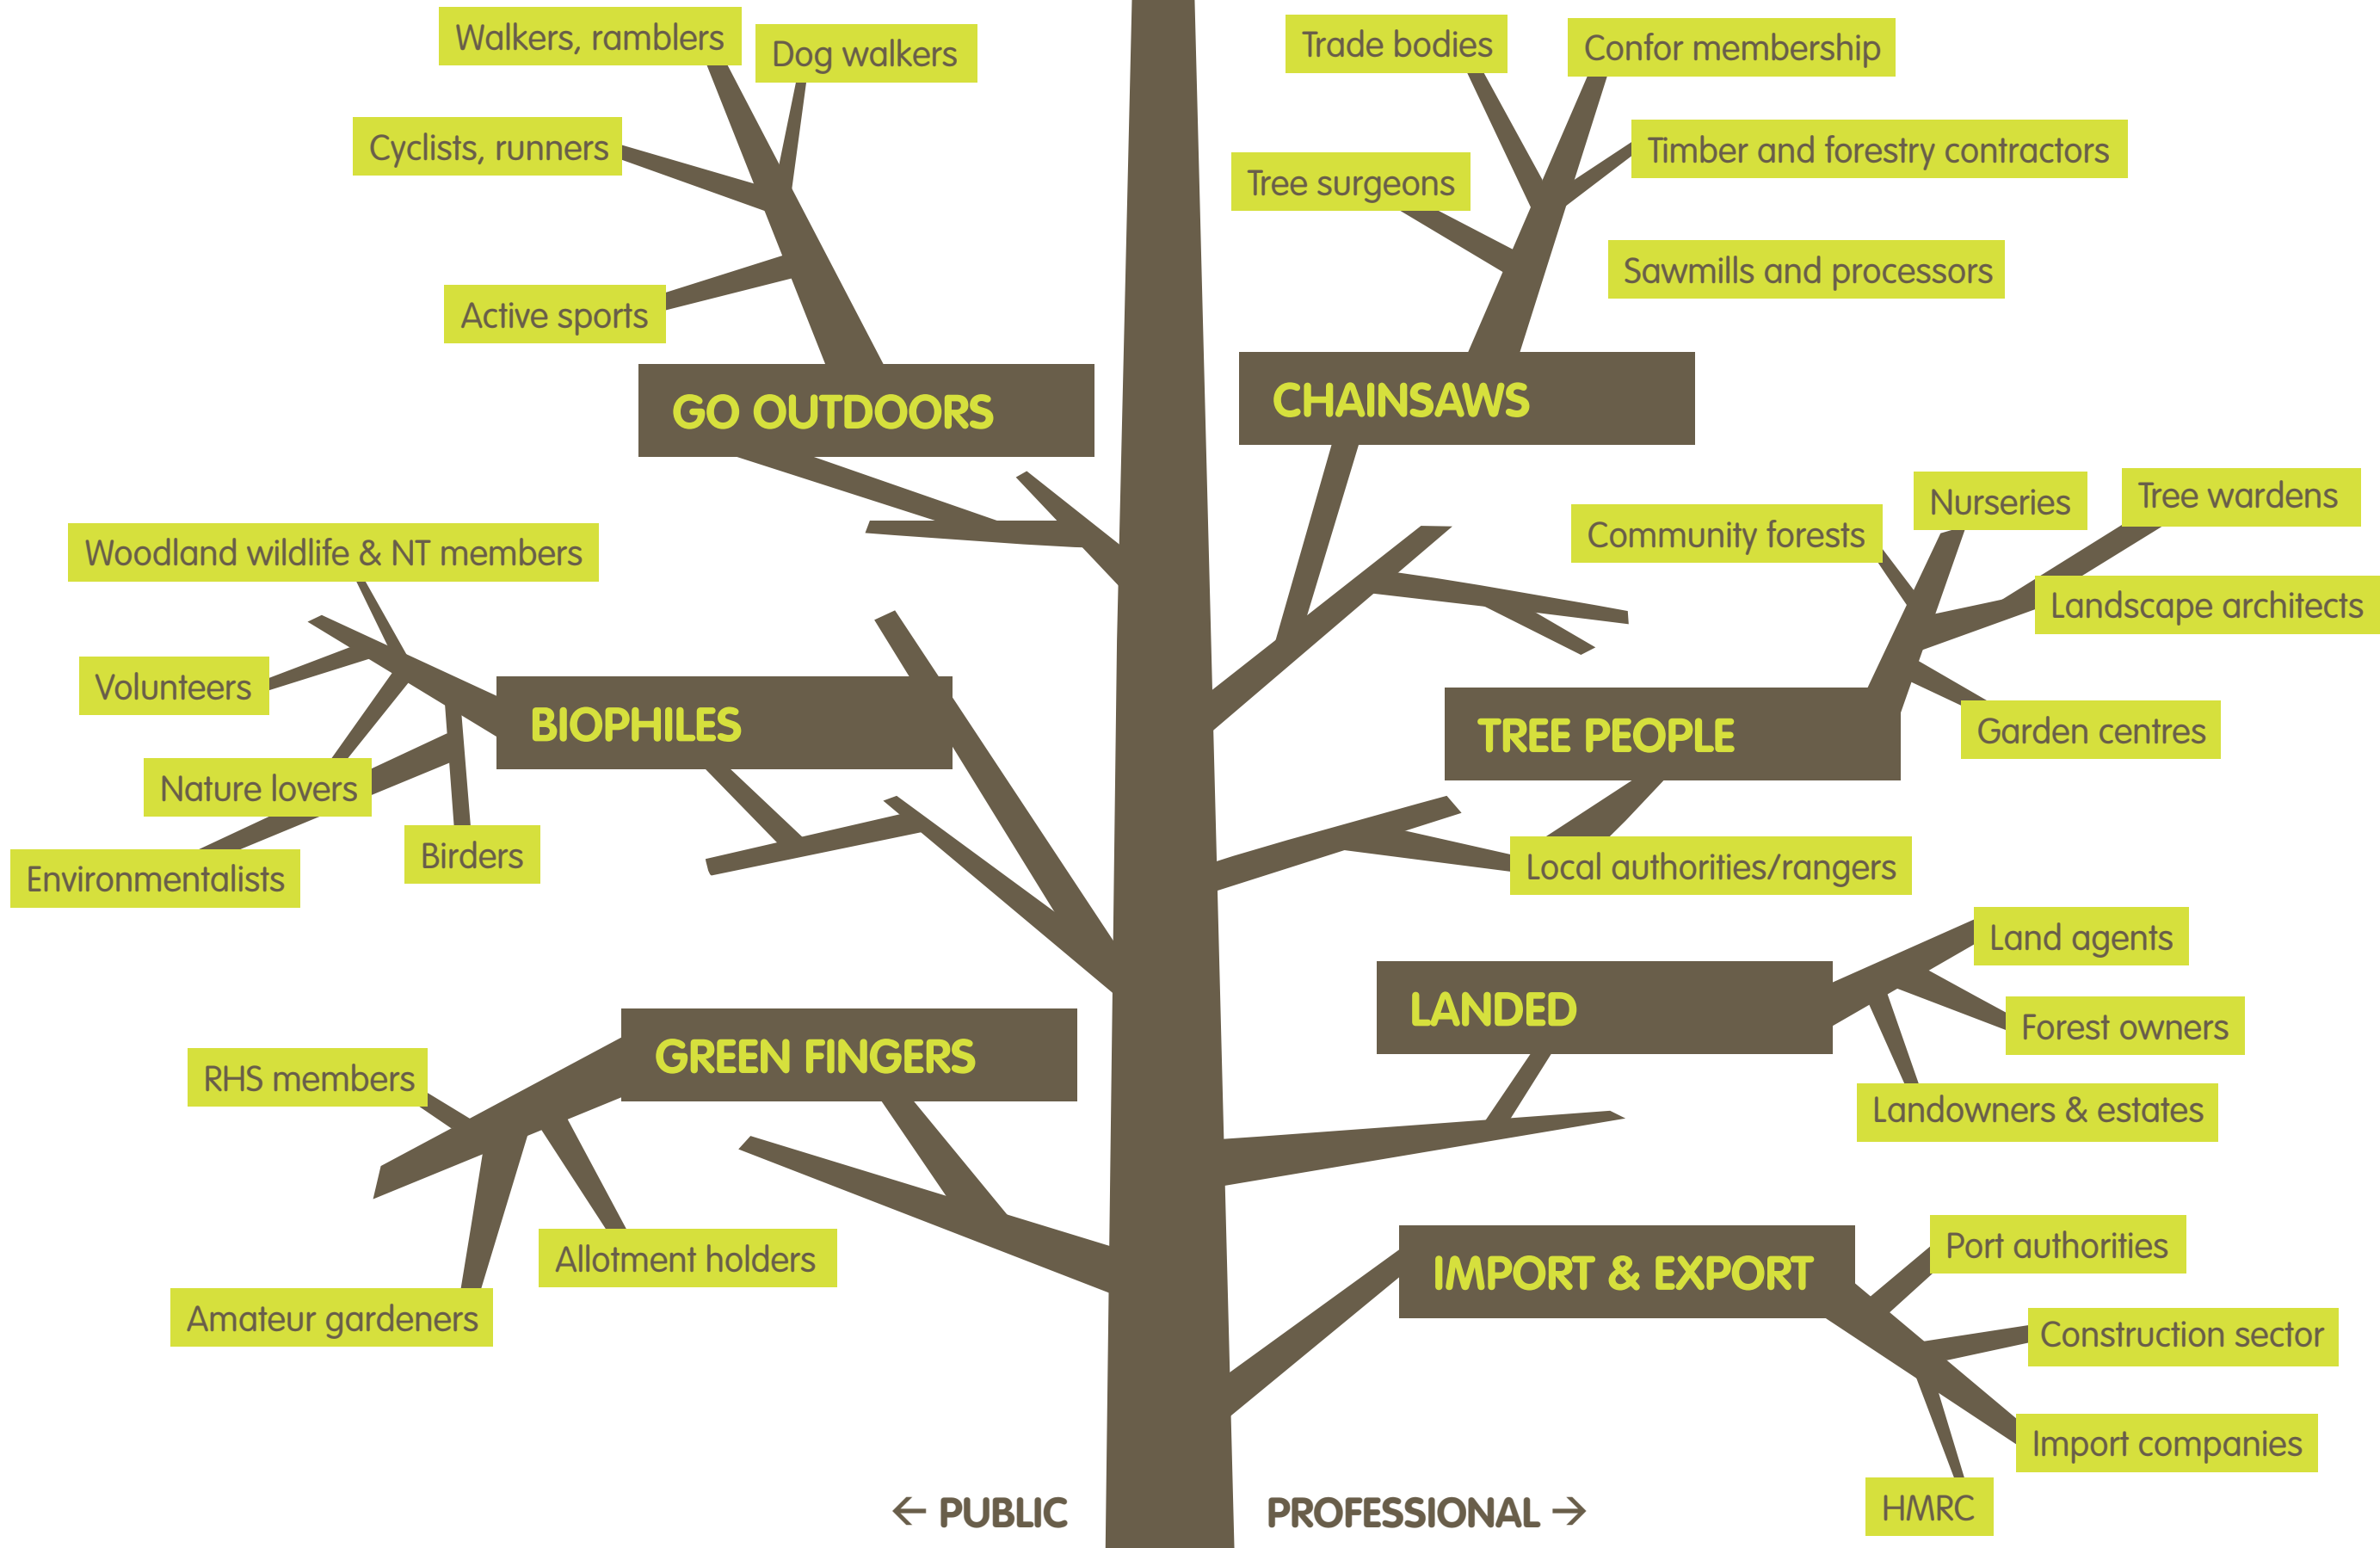 Walkers, ramblers
Dog walkers
Cyclists, runners
Active sports
GO OUTDOORS
Woodland wildlife & NT members
Volunteers
BIOPHILES
Nature lovers
Birders
Environmentalists
GREEN FINGERS
RHS members
Allotment holders
Amateur gardeners
← PUBLIC
Trade bodies
Confor membership
Timber and forestry contractors
Tree surgeons
Sawmills and processors
CHAINSAWS
Nurseries
Tree wardens
Community forests
Landscape architects
TREE PEOPLE
Garden centres
Local authorities/rangers
Land agents
LANDED
Forest owners
Landowners & estates
Port authorities
IMPORT & EXPORT
Construction sector
Import companies
HMRC
PROFESSIONAL →